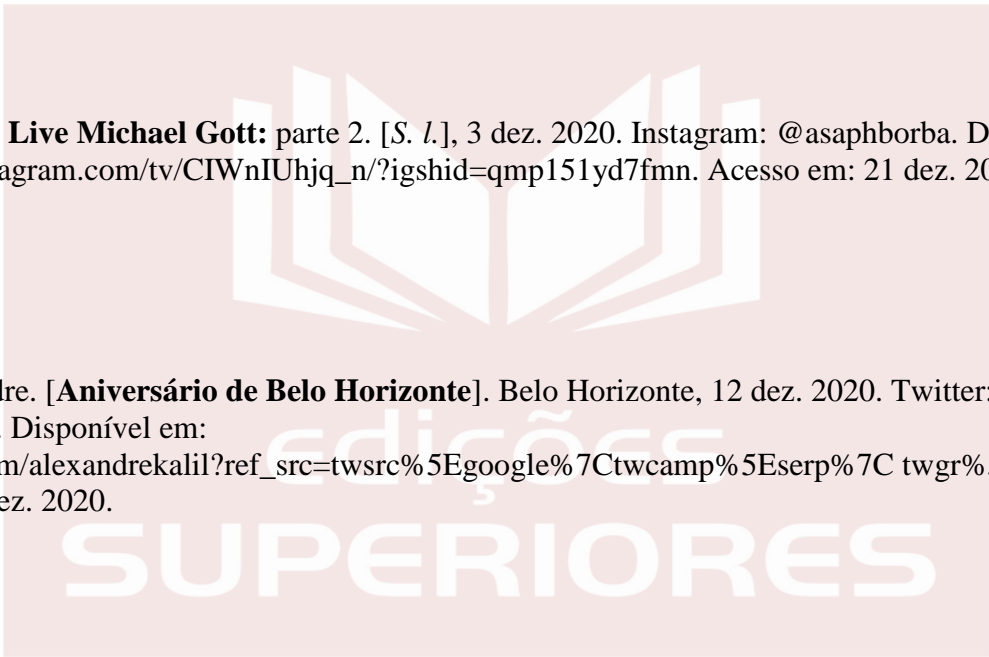 Live Michael Gott: parte 2. [S. l.], 3 dez. 2020. Instagram: @asaphborba. D
agram.com/tv/CIWnIUhjq_n/?igshid=qmp151yd7fmn. Acesso em: 21 dez. 20
dre. [Aniversário de Belo Horizonte]. Belo Horizonte, 12 dez. 2020. Twitter:
. Disponível em:
m/alexandrekalil?ref_src=twsrc%5Egoogle%7Ctwcamp%5Eserp%7C twgr%
ez. 2020.
edições
SUPERIORES